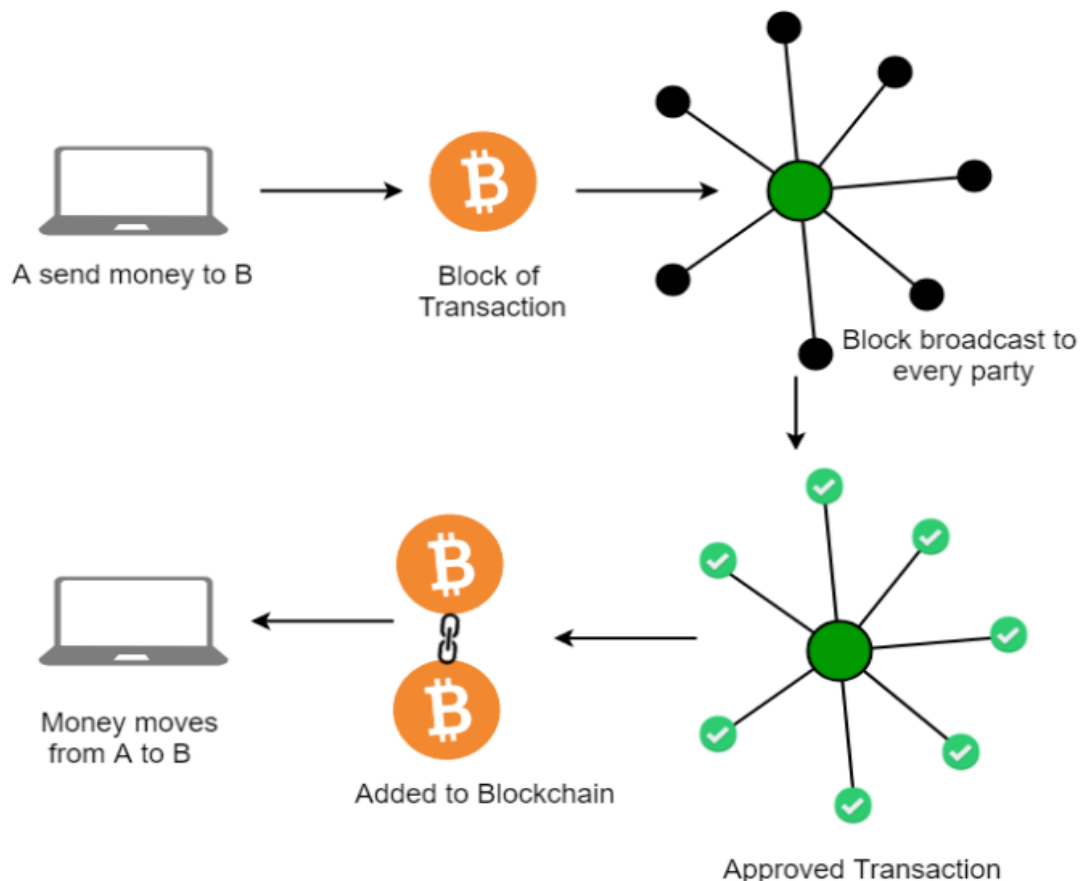 A send money to B
Block of
Transaction
Block broadcast to
every party
Approved Transaction
Added to Blockchain
Money moves
from A to B